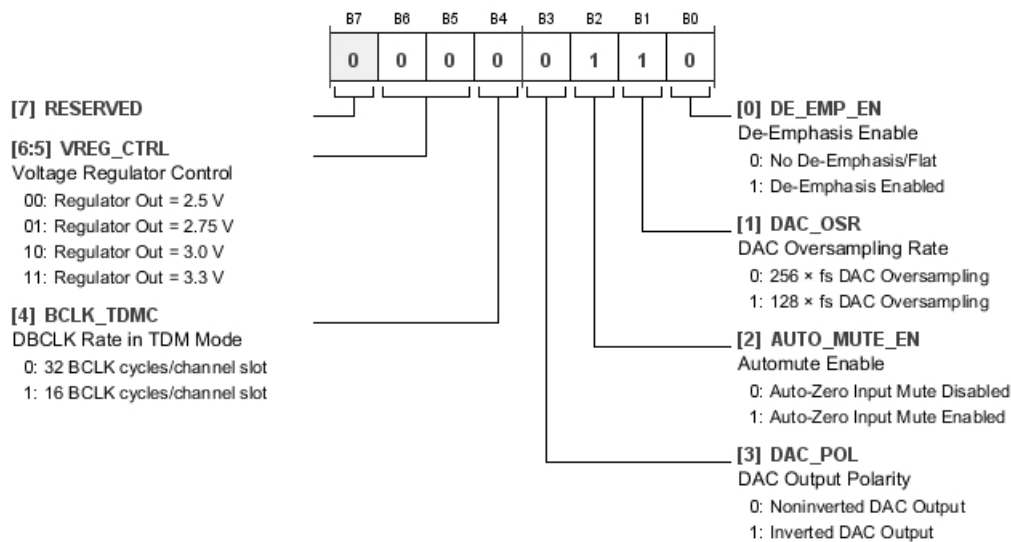 B7 B6 B5 B4 B3 B2 B1 B0
0 0 0 0 0 1 1 0
[7] RESERVED
[6:5] VREG_CTRL
Voltage Regulator Control
00: Regulator Out = 2.5 V
01: Regulator Out = 2.75 V
10: Regulator Out = 3.0 V
11: Regulator Out = 3.3 V
[4] BCLK_TDMC
DBCLK Rate in TDM Mode
0: 32 BCLK cycles/channel slot
1: 16 BCLK cycles/channel slot
[0] DE_EMP_EN
De-Emphasis Enable
0: No De-Emphasis/Flat
1: De-Emphasis Enabled
[1] DAC_OSR
DAC Oversampling Rate
0: 256 × fs DAC Oversampling
1: 128 × fs DAC Oversampling
[2] AUTO_MUTE_EN
Automute Enable
0: Auto-Zero Input Mute Disabled
1: Auto-Zero Input Mute Enabled
[3] DAC_POL
DAC Output Polarity
0: Noninverted DAC Output
1: Inverted DAC Output